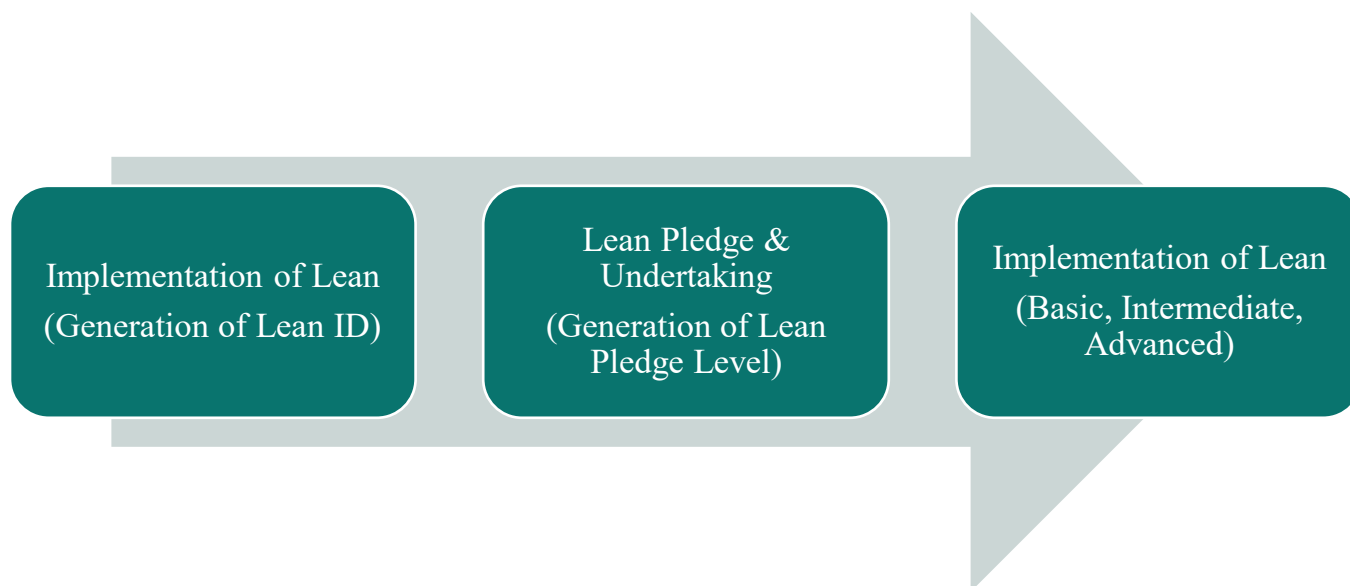 Implementation of Lean
(Generation of Lean ID)
Lean Pledge &
Undertaking
(Generation of Lean
Pledge Level)
Implementation of Lean
(Basic, Intermediate,
Advanced)